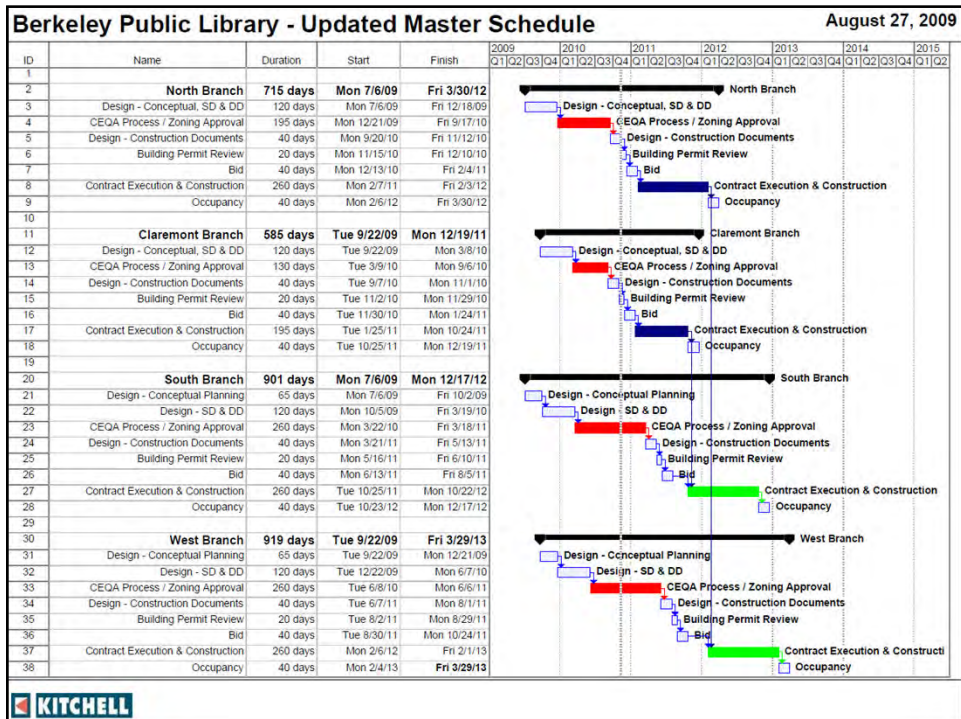 Berkeley Public Library - Updated Master Schedule August 27, 2009
ID Name Duration Start Finish 2009 2010 2011 2012 2013 2014 2015
Q1 Q2 Q3 Q4 Q1 Q2 Q3 Q4 Q1 Q2 Q3 Q4 Q1 Q2 Q3 Q4 Q1 Q2 Q3 Q4 Q1 Q2 Q3 Q4 Q1 Q2
1
2 North Branch 715 days Mon 7/6/09 Fri 3/30/12 North Branch
3 Design - Conceptual, SD & DD 120 days Mon 7/6/09 Fri 12/18/09 Design - Conceptual, SD & DD
4 CEQA Process / Zoning Approval 195 days Mon 12/21/09 Fri 9/17/10 CEQA Process / Zoning Approval
5 Design - Construction Documents 40 days Mon 9/20/10 Fri 11/12/10 Design - Construction Documents
6 Building Permit Review 20 days Mon 11/15/10 Fri 12/10/10 Building Permit Review
7 Bid 40 days Mon 12/13/10 Fri 2/4/11 Bid
8 Contract Execution & Construction 260 days Mon 2/7/11 Fri 2/3/12 Contract Execution & Construction
9 Occupancy 40 days Mon 2/6/12 Fri 3/30/12 Occupancy
10
11 Claremont Branch 585 days Tue 9/22/09 Mon 12/19/11 Claremont Branch
12 Design - Conceptual, SD & DD 120 days Tue 9/22/09 Mon 3/8/10 Design - Conceptual, SD & DD
13 CEQA Process / Zoning Approval 130 days Tue 3/9/10 Mon 9/6/10 CEQA Process / Zoning Approval
14 Design - Construction Documents 40 days Tue 9/7/10 Mon 11/1/10 Design - Construction Documents
15 Building Permit Review 20 days Tue 11/2/10 Mon 11/29/10 Building Permit Review
16 Bid 40 days Tue 11/30/10 Mon 1/24/11 Bid
17 Contract Execution & Construction 195 days Tue 1/25/11 Mon 10/24/11 Contract Execution & Construction
18 Occupancy 40 days Tue 10/25/11 Mon 12/19/11 Occupancy
19
20 South Branch 901 days Mon 7/6/09 Mon 12/17/12 South Branch
21 Design - Conceptual Planning 65 days Mon 7/6/09 Fri 10/2/09 Design - Conceptual Planning
22 Design - SD & DD 120 days Mon 10/5/09 Fri 3/19/10 Design - SD & DD
23 CEQA Process / Zoning Approval 260 days Mon 3/22/10 Fri 3/18/11 CEQA Process / Zoning Approval
24 Design - Construction Documents 40 days Mon 3/21/11 Fri 5/13/11 Design - Construction Documents
25 Building Permit Review 20 days Mon 5/16/11 Fri 6/10/11 Building Permit Review
26 Bid 40 days Mon 6/13/11 Fri 8/5/11 Bid
27 Contract Execution & Construction 260 days Tue 10/25/11 Mon 10/22/12 Contract Execution & Construction
28 Occupancy 40 days Tue 10/23/12 Mon 12/17/12 Occupancy
29
30 West Branch 919 days Tue 9/22/09 Fri 3/29/13 West Branch
31 Design - Conceptual Planning 65 days Tue 9/22/09 Mon 12/21/09 Design - Conceptual Planning
32 Design - SD & DD 120 days Tue 12/22/09 Mon 6/7/10 Design - SD & DD
33 CEQA Process / Zoning Approval 260 days Tue 6/8/10 Mon 6/6/11 CEQA Process / Zoning Approval
34 Design - Construction Documents 40 days Tue 6/7/11 Mon 8/1/11 Design - Construction Documents
35 Building Permit Review 20 days Tue 8/2/11 Mon 8/29/11 Building Permit Review
36 Bid 40 days Tue 8/30/11 Mon 10/24/11 Bid
37 Contract Execution & Construction 260 days Mon 2/6/12 Fri 2/1/13 Contract Execution & Constructi
38 Occupancy 40 days Mon 2/4/13 Fri 3/29/13 Occupancy
KITCHELL